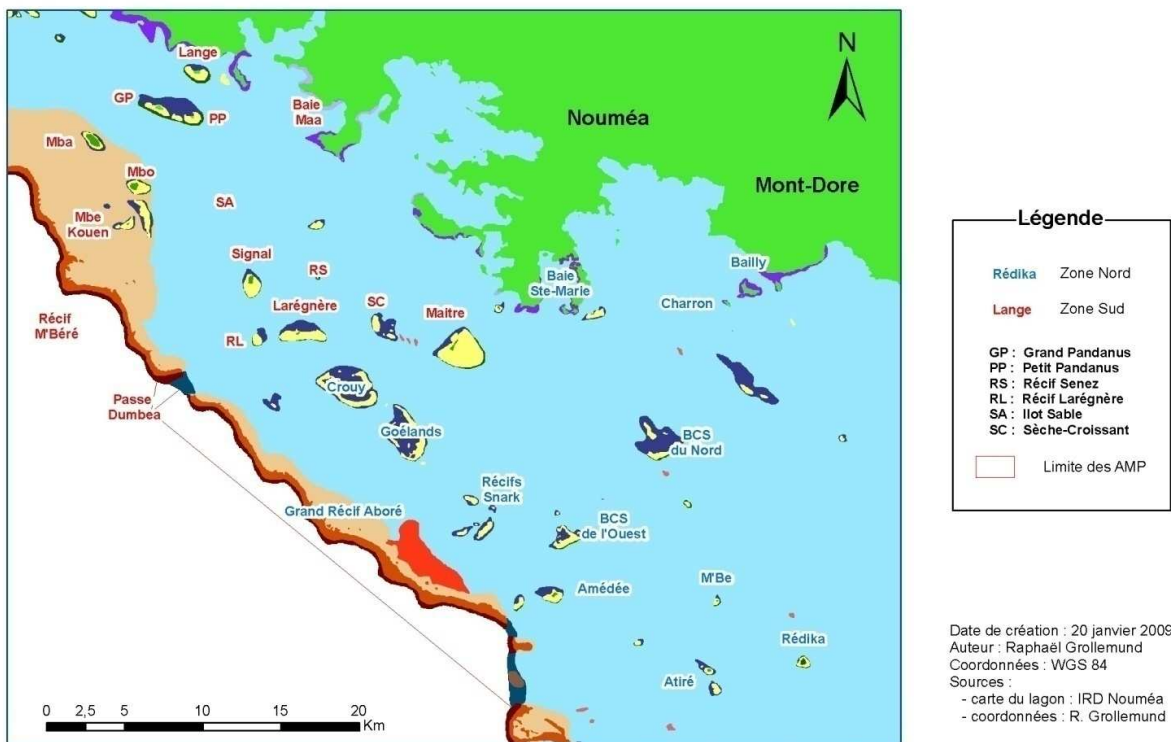 Lange
N
GP
PP
Baie
Maa
Nouméa
Mba
Mbo
Mont-Dore
SA
Mbe
Kouen
Signal
RS
Baie
Ste-Marie
Bailly
Charron
Larégnère
SC
Maitre
RL
Récif
M'Béré
Crouy
Passe
Dumbea
Goélands
BCS
du Nord
Récifs
Snark
Grand Récif Aboré
BCS
de l'Ouest
Amédée
M'Be
Rédika
Atiré
0 2,5 5 10 15 20
Km
Légende
Rédika Zone Nord
Lange Zone Sud
GP : Grand Pandanus
PP : Petit Pandanus
RS : Récif Senez
RL : Récif Larégnère
SA : Ilot Sable
SC : Sèche-Croissant
Limite des AMP
Date de création : 20 janvier 2009
Auteur : Raphaël Grollemund
Coordonnées : WGS 84
Sources :
- carte du lagon : IRD Nouméa
- coordonnées : R. Grollemund